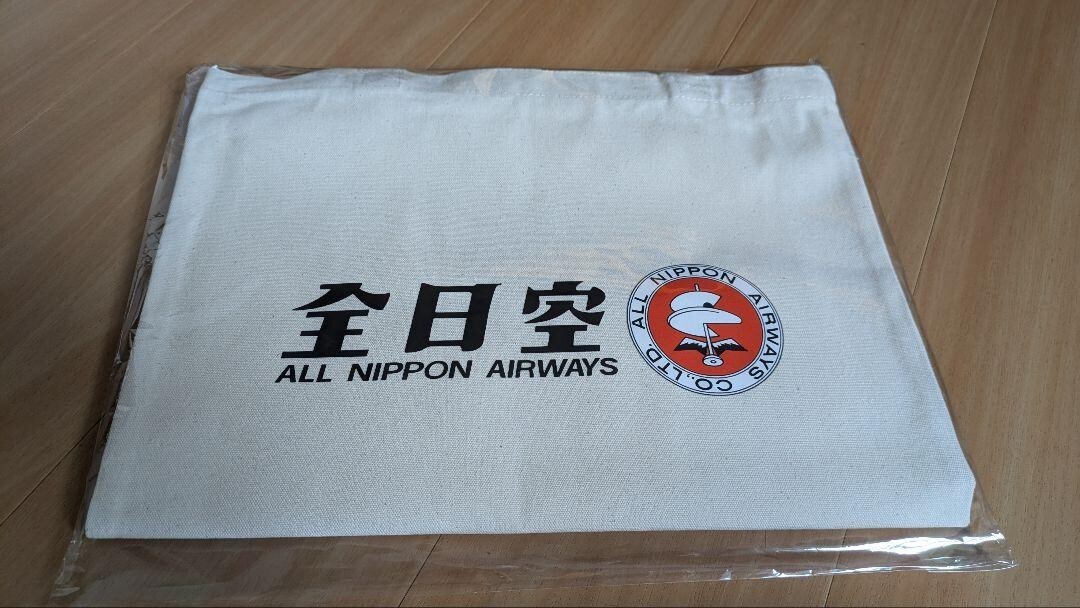 全日空
ALL NIPPON AIRWAYS
ALL NIPPON AIRWAYS CO.,LTD.